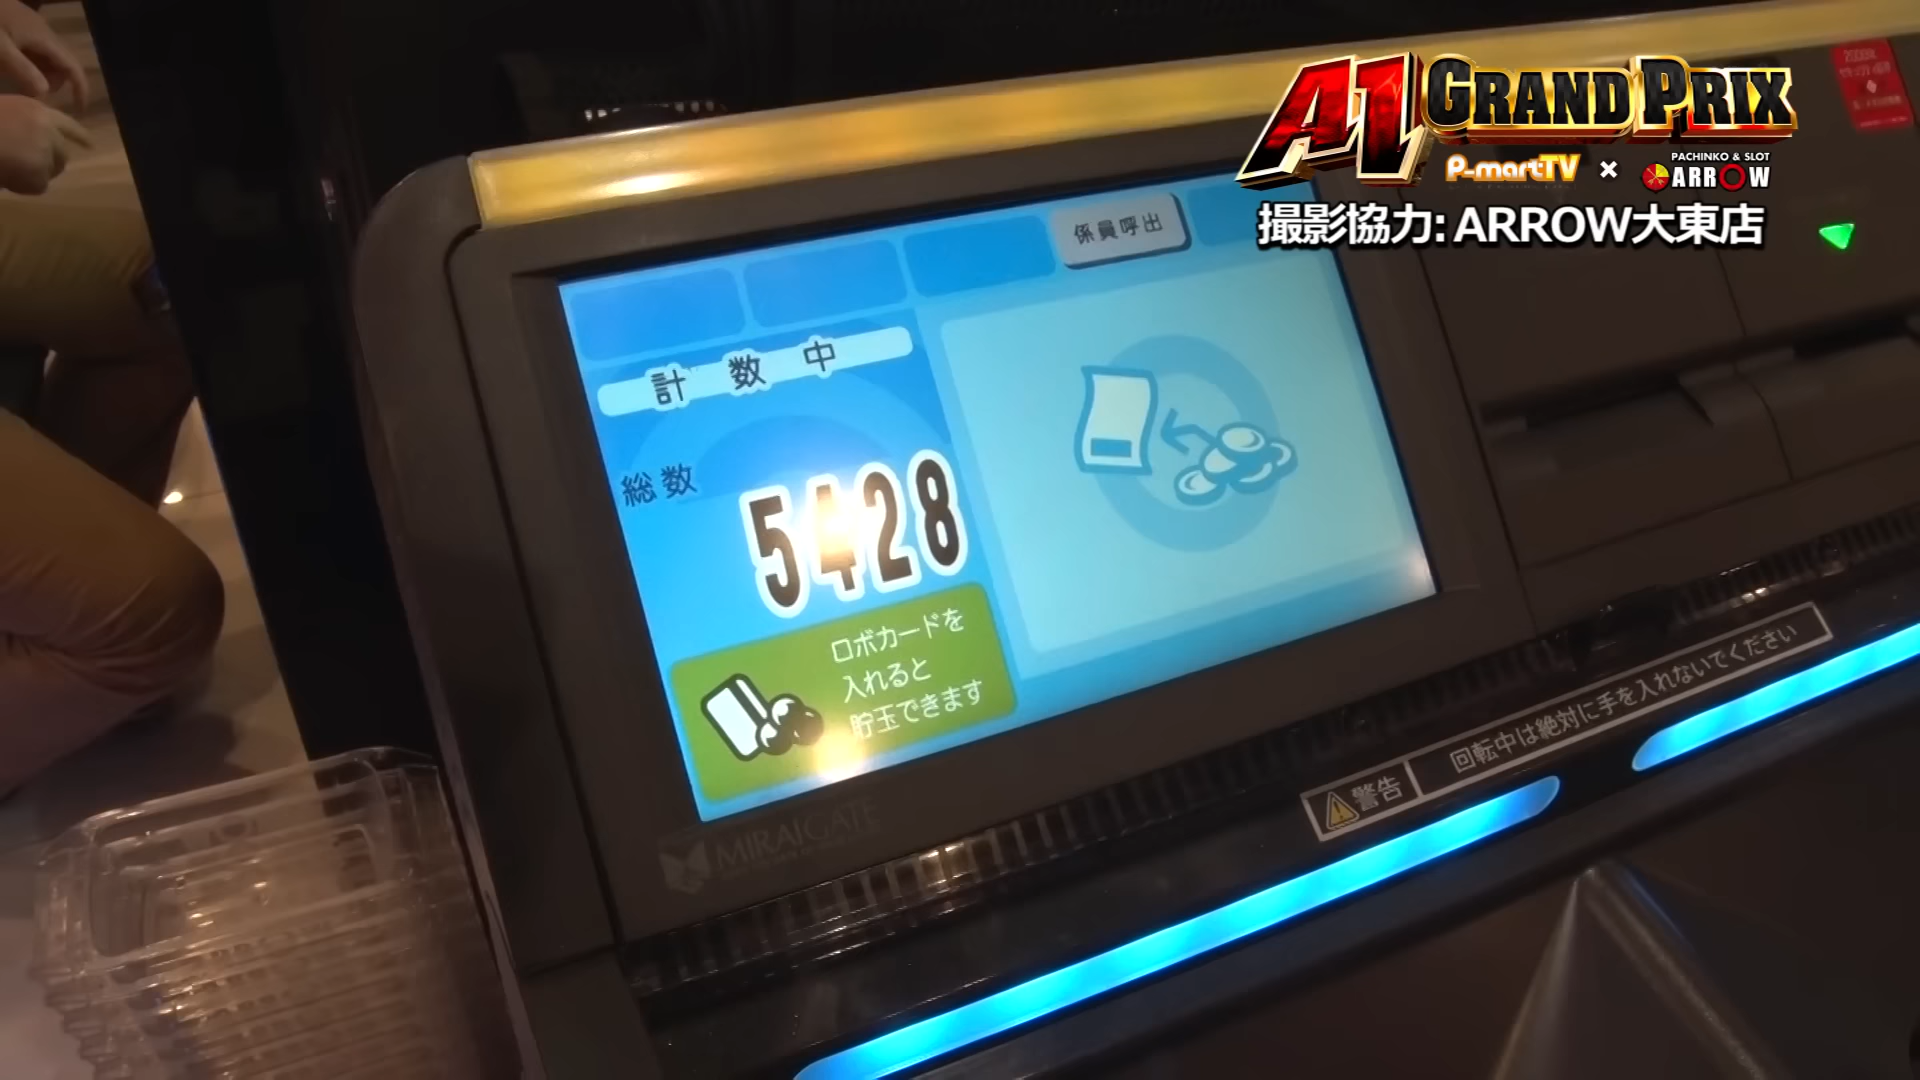 A1 GRAND PRIX
P-martTV × PACHINKO & SLOT ARROW
撮影協力:ARROW大東店
係員呼出
計数中
総数
5428
ロボカードを
入れると
貯玉できます
MIRAIGATE
警告 回転中は絶対に手を入れないでください